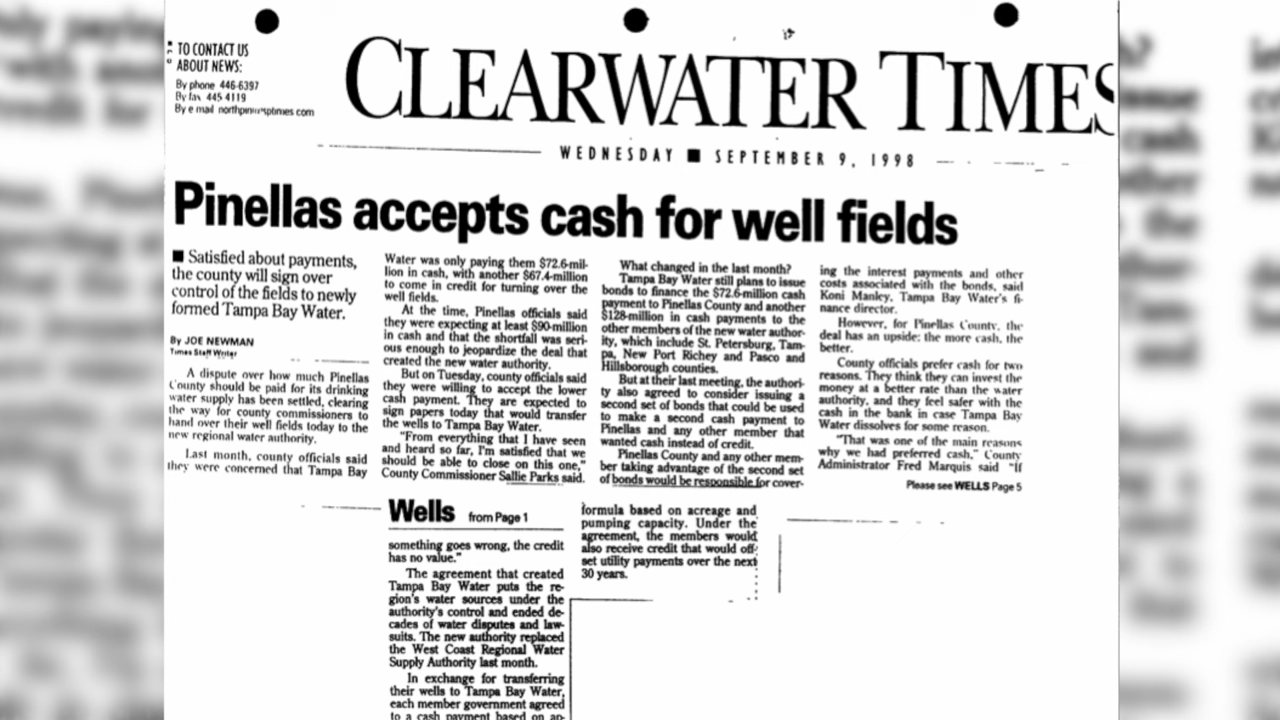 TO CONTACT US
ABOUT NEWS:
By phone 446-6397
By fax 445 4119
By e mail
CLEARWATER TIMES
WEDNESDAY ■ SEPTEMBER 9, 1998
Pinellas accepts cash for well fields
■ Satisfied about payments,
the county will sign over
control of the fields to newly
formed Tampa Bay Water.
By JOE NEWMAN
Times Staff Writer
A dispute over how much Pinellas
County should be paid for its drinking
water supply has been settled, clearing
the way for county commissioners to
hand over their well fields today to the
new regional water authority.
Last month, county officials said
they were concerned that Tampa Bay
Water was only paying them $72.6-mil-
lion in cash, with another $67.4-million
to come in credit for turning over the
well fields.
At the time, Pinellas officials said
they were expecting at least $90-million
in cash and that the shortfall was seri-
ous enough to jeopardize the deal that
created the new water authority.
But on Tuesday, county officials said
they were willing to accept the lower
cash payment. They are expected to
sign papers today that would transfer
the wells to Tampa Bay Water.
"From everything that I have seen
and heard so far, I'm satisfied that we
should be able to close on this one,"
County Commissioner Sallie Parks said.
What changed in the last month?
Tampa Bay Water still plans to issue
bonds to finance the $72.6-million cash
payment to Pinellas County and another
$128-million in cash payments to the
other members of the new water author-
ity, which include St. Petersburg, Tam-
pa, New Port Richey and Pasco and
Hillsborough counties.
But at their last meeting, the authori-
ty also agreed to consider issuing a
second set of bonds that could be used
to make a second cash payment to
Pinellas and any other member that
wanted cash instead of credit.
Pinellas County and any other mem-
ber taking advantage of the second set
of bonds would be responsible for cover-
ing the interest payments and other
costs associated with the bonds, said
Koni Manley, Tampa Bay Water's fi-
nance director.
However, for Pinellas County, the
deal has an upside: the more cash, the
better.
County officials prefer cash for two
reasons. They think they can invest the
money at a better rate than the water
authority, and they feel safer with the
cash in the bank in case Tampa Bay
Water dissolves for some reason.
"That was one of the main reasons
why we had preferred cash," County
Administrator Fred Marquis said "If
Please see WELLS Page 5
Wells from Page 1
something goes wrong, the credit
has no value."
The agreement that created
Tampa Bay Water puts the re-
gion's water sources under the
authority's control and ended de-
cades of water disputes and law-
suits. The new authority replaced
the West Coast Regional Water
Supply Authority last month.
In exchange for transferring
their wells to Tampa Bay Water,
each member government agreed
to a cash payment based on an-
formula based on acreage and
pumping capacity. Under the
agreement, the members would
also receive credit that would off-
set utility payments over the next
30 years.